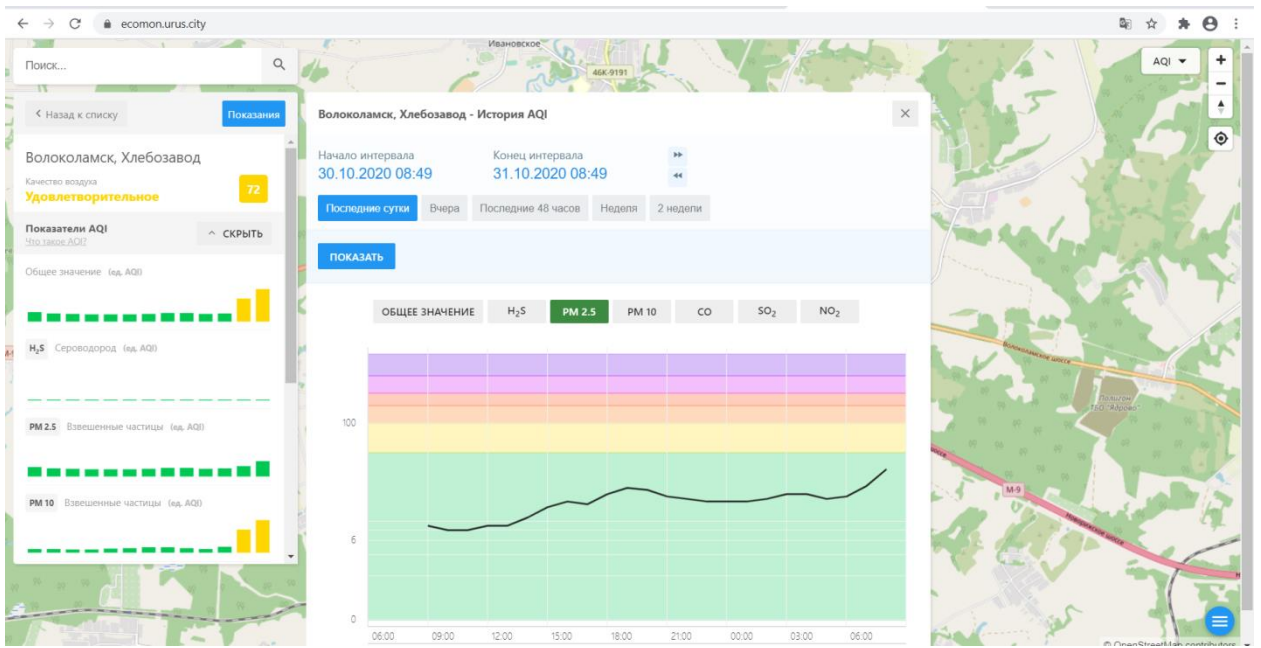 ecomon.urus.city
Поиск...
Назад к списку
Показания
Волоколамск, Хлебозавод
Качество воздуха
Удовлетворительное
72
Показатели AQI
Что такое AQI?
СКРЫТЬ
Общее значение (ед. AQI)
H₂S Сероводород (ед. AQI)
PM 2.5 Взвешенные частицы (ед. AQI)
PM 10 Взвешенные частицы (ед. AQI)
Волоколамск, Хлебозавод - История AQI
Начало интервала
30.10.2020 08:49
Конец интервала
31.10.2020 08:49
Последние сутки Вчера Последние 48 часов Неделя 2 недели
ПОКАЗАТЬ
ОБЩЕЕ ЗНАЧЕНИЕ H₂S PM 2.5 PM 10 CO SO₂ NO₂
100
6
0
06:00 09:00 12:00 15:00 18:00 21:00 00:00 03:00 06:00
Ивановское
46К-9191
AQI
Волоколамское шоссе
Полигон
ТБО "Ядрово"
М-9
Новорижское шоссе
© OpenStreetMap contributors